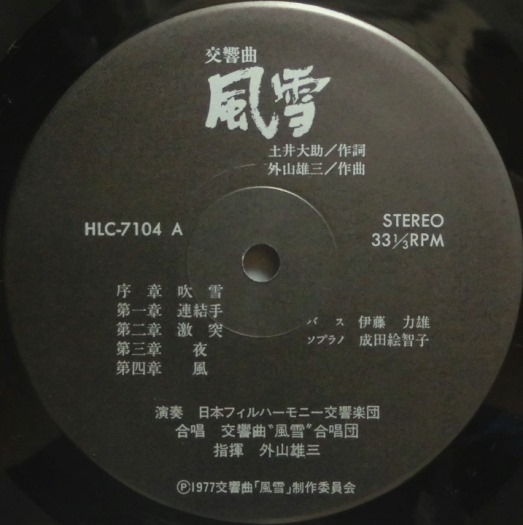 交響曲
風雪
土井大助/作詞
外山雄三/作曲
HLC-7104 A
STEREO
33⅓RPM
序 章 吹 雪
第一章 連結手
第二章 激 突
第三章 夜
第四章 風
バ ス 伊藤 力雄
ソプラノ 成田絵智子
演奏 日本フィルハーモニー交響楽団
合唱 交響曲"風雪"合唱団
指揮 外山雄三
Ⓟ1977交響曲「風雪」制作委員会